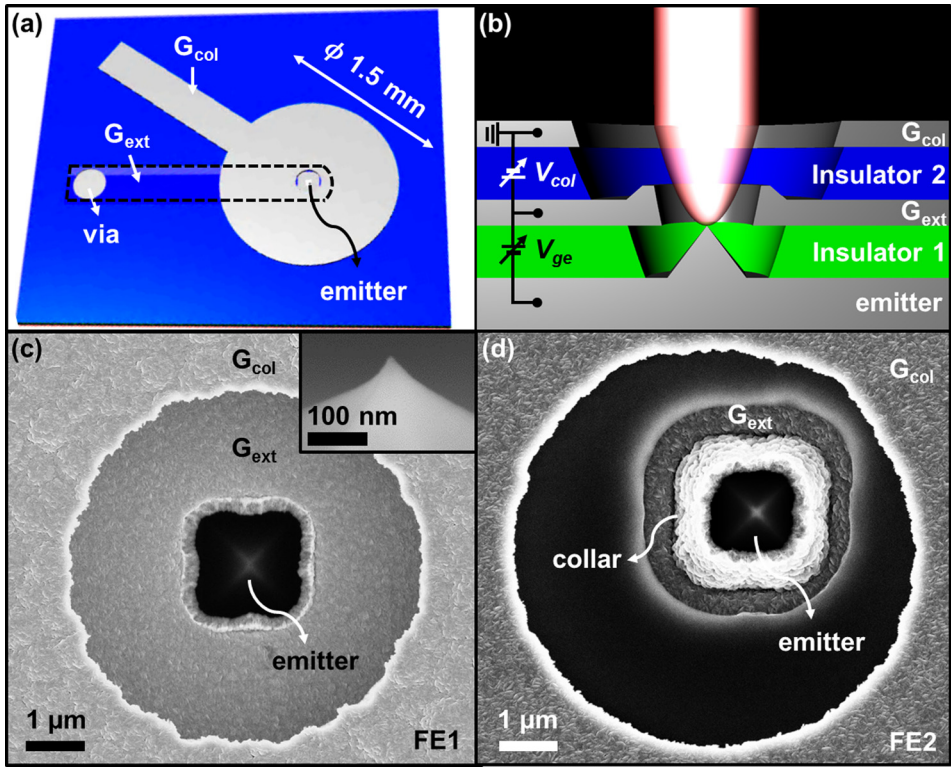 (a)
G_col
ϕ 1.5 mm
G_ext
via
emitter
(b)
G_col
V_col
Insulator 2
G_ext
V_ge
Insulator 1
emitter
(c)
G_col
100 nm
G_ext
emitter
1 µm
FE1
(d)
G_col
G_ext
collar
emitter
1 µm
FE2